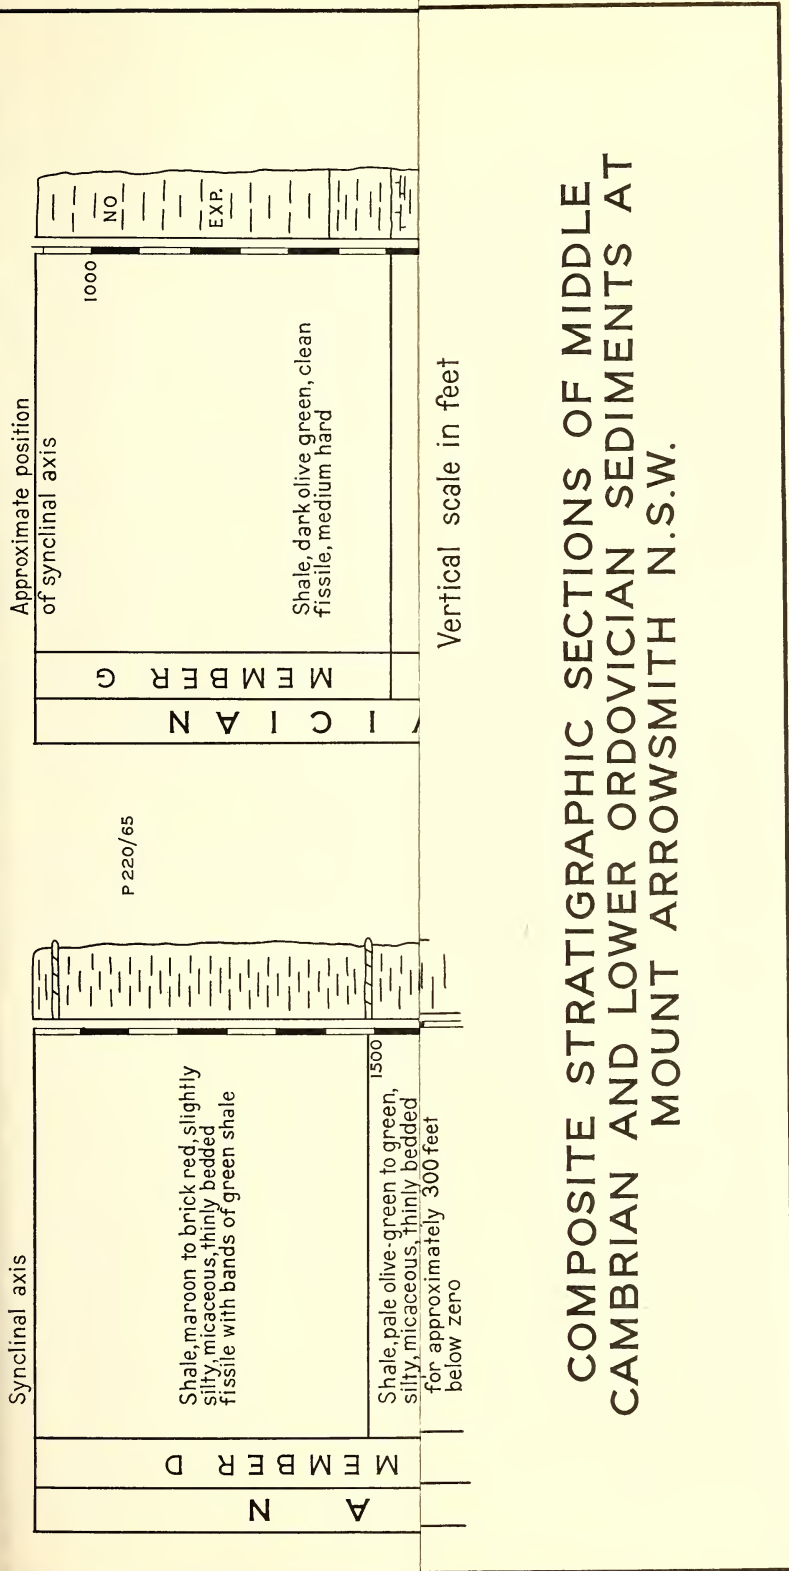 Synclinal axis
Shale, maroon to brick red, slightly
silty, micaceous, thinly bedded
fissile with bands of green shale
1500
Shale, pale olive-green to green,
silty, micaceous, thinly bedded
for approximately 300 feet
below zero
MEMBER D
AN
P 220/65
Approximate position
of synclinal axis
1000
NO
EXP.
Shale, dark olive green, clean
fissile, medium hard
MEMBER G
VICIAN
Vertical scale in feet
COMPOSITE STRATIGRAPHIC SECTIONS OF MIDDLE
CAMBRIAN AND LOWER ORDOVICIAN SEDIMENTS AT
MOUNT ARROWSMITH N.S.W.